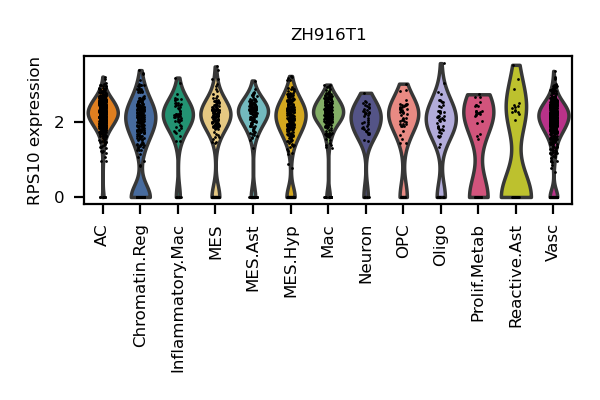 ZH916T1
RPS10 expression
2
0
AC
Chromatin.Reg
Inflammatory.Mac
MES
MES.Ast
MES.Hyp
Mac
Neuron
OPC
Oligo
Prolif.Metab
Reactive.Ast
Vasc